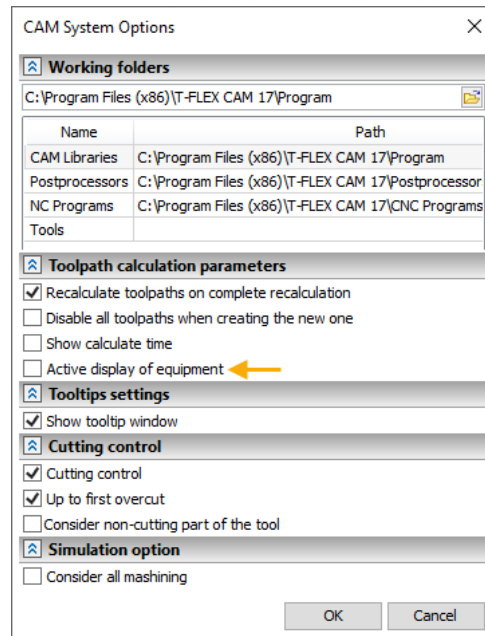 CAM System Options
Working folders
C:\Program Files (x86)\T-FLEX CAM 17\Program
Name Path
CAM Libraries C:\Program Files (x86)\T-FLEX CAM 17\Program
Postprocessors C:\Program Files (x86)\T-FLEX CAM 17\Postprocessor
NC Programs C:\Program Files (x86)\T-FLEX CAM 17\CNC Programs
Tools
Toolpath calculation parameters
Recalculate toolpaths on complete recalculation
Disable all toolpaths when creating the new one
Show calculate time
Active display of equipment
Tooltips settings
Show tooltip window
Cutting control
Cutting control
Up to first overcut
Consider non-cutting part of the tool
Simulation option
Consider all mashining
OK Cancel